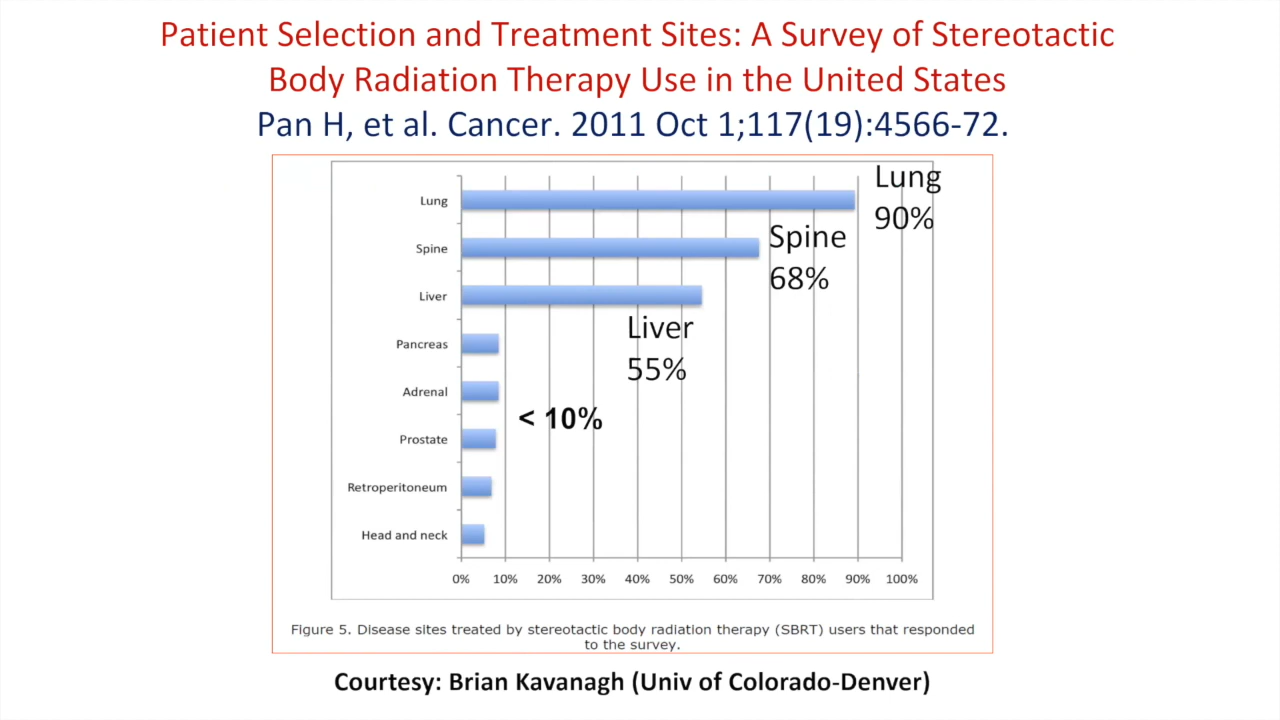 Patient Selection and Treatment Sites: A Survey of Stereotactic
Body Radiation Therapy Use in the United States
Pan H, et al. Cancer. 2011 Oct 1;117(19):4566-72.
Lung
Lung
90%
Spine
Spine
68%
Liver
Liver
55%
Pancreas
Adrenal
< 10%
Prostate
Retroperitoneum
Head and neck
0% 10% 20% 30% 40% 50% 60% 70% 80% 90% 100%
Figure 5. Disease sites treated by stereotactic body radiation therapy (SBRT) users that responded
to the survey.
Courtesy: Brian Kavanagh (Univ of Colorado-Denver)